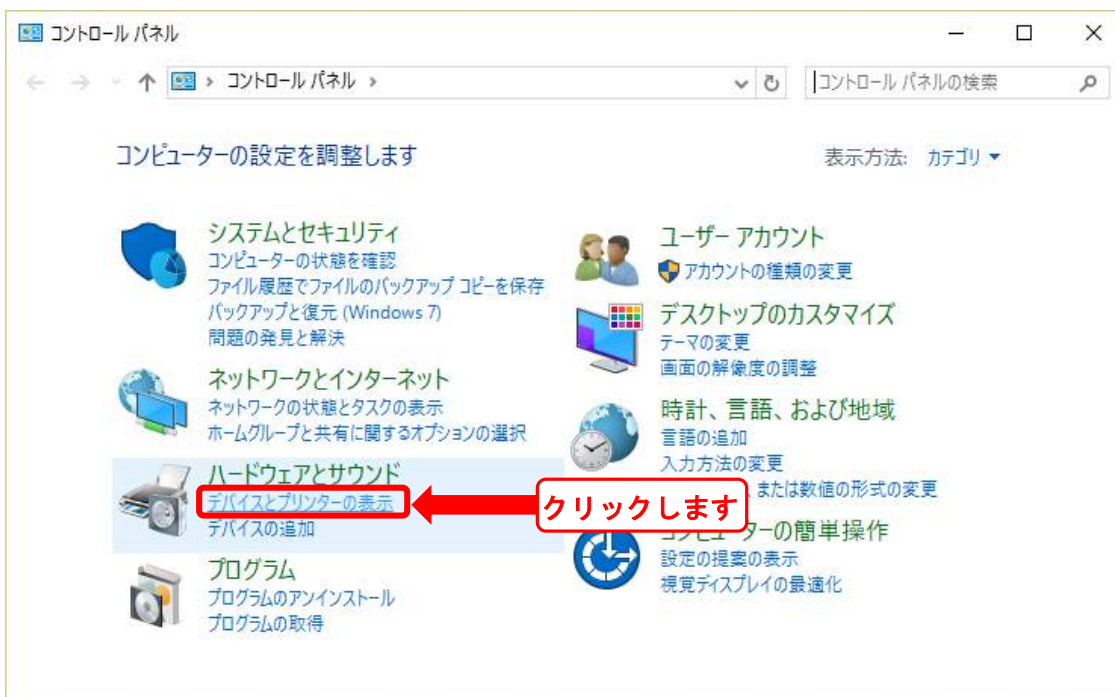 コントロール パネル
コントロール パネル
コントロール パネルの検索
コンピューターの設定を調整します
表示方法: カテゴリ
システムとセキュリティ
コンピューターの状態を確認
ファイル履歴でファイルのバックアップ コピーを保存
バックアップと復元 (Windows 7)
問題の発見と解決
ネットワークとインターネット
ネットワークの状態とタスクの表示
ホームグループと共有に関するオプションの選択
ハードウェアとサウンド
デバイスとプリンターの表示
デバイスの追加
プログラム
プログラムのアンインストール
プログラムの取得
ユーザー アカウント
アカウントの種類の変更
デスクトップのカスタマイズ
テーマの変更
画面の解像度の調整
時計、言語、および地域
言語の追加
入力方法の変更
、または数値の形式の変更
クリックします
コンピューターの簡単操作
設定の提案の表示
視覚ディスプレイの最適化